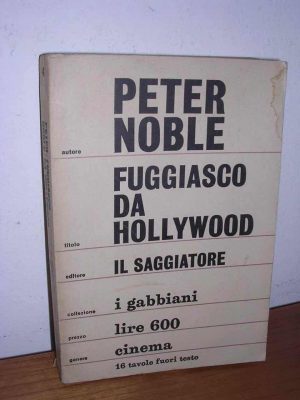 PETER
autore NOBLE
FUGGIASCO
DA
titolo HOLLYWOOD
editore IL SAGGIATORE
collezione i gabbiani
prezzo lire 600
genere cinema
16 tavole fuori testo